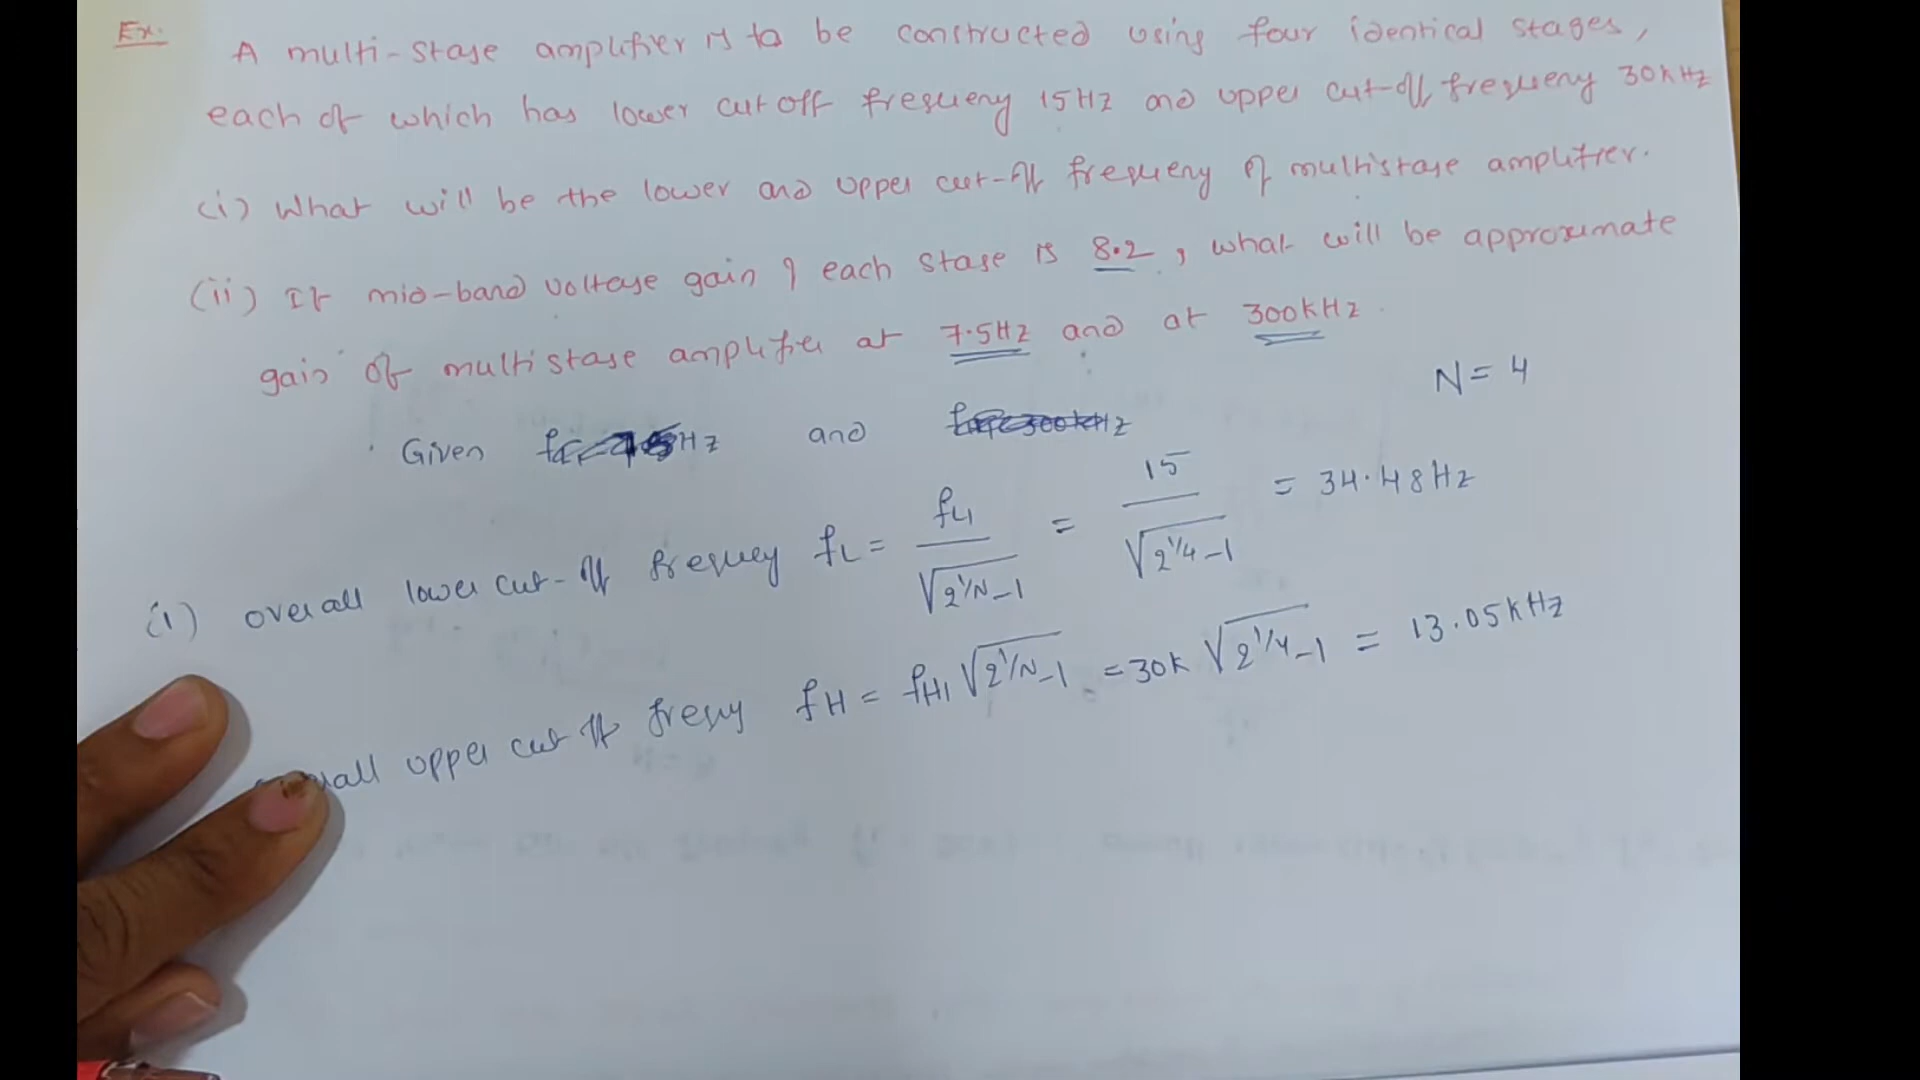 Ex.
A multi-stage amplifier is to be constructed using four identical stages,
each of which has lower cut off frequency 15Hz and upper cut-off frequency 30kHz
(i) What will be the lower and upper cut-off frequency of multistage amplifier.
(ii) If mid-band voltage gain of each stage is 8.2, what will be approximate
gain of multistage amplifier at 7.5Hz and at 300kHz.
N = 4
Given Hz and Hz
(i) overall lower cut-off frequency fL = fL1 / √(2^1/N - 1) = 15 / √(2^1/4 - 1) = 34.48Hz
upper cut off fH = fH1 √(2^1/N - 1) = 30k √(2^1/4 - 1) = 13.05kHz